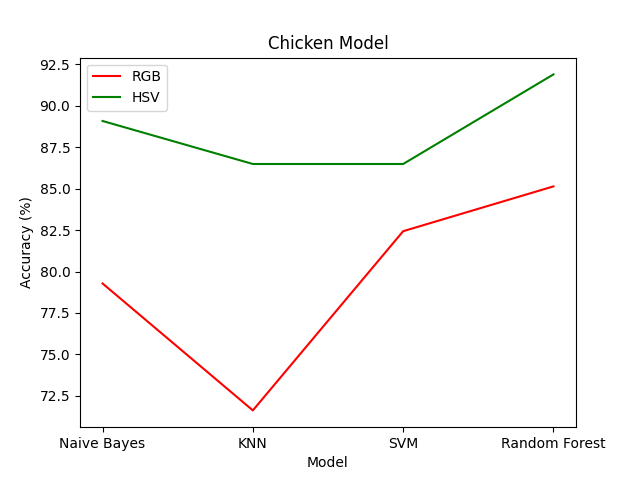 Chicken Model
RGB
HSV
92.5
90.0
87.5
85.0
82.5
80.0
77.5
75.0
72.5
Accuracy (%)
Naive Bayes KNN SVM Random Forest
Model